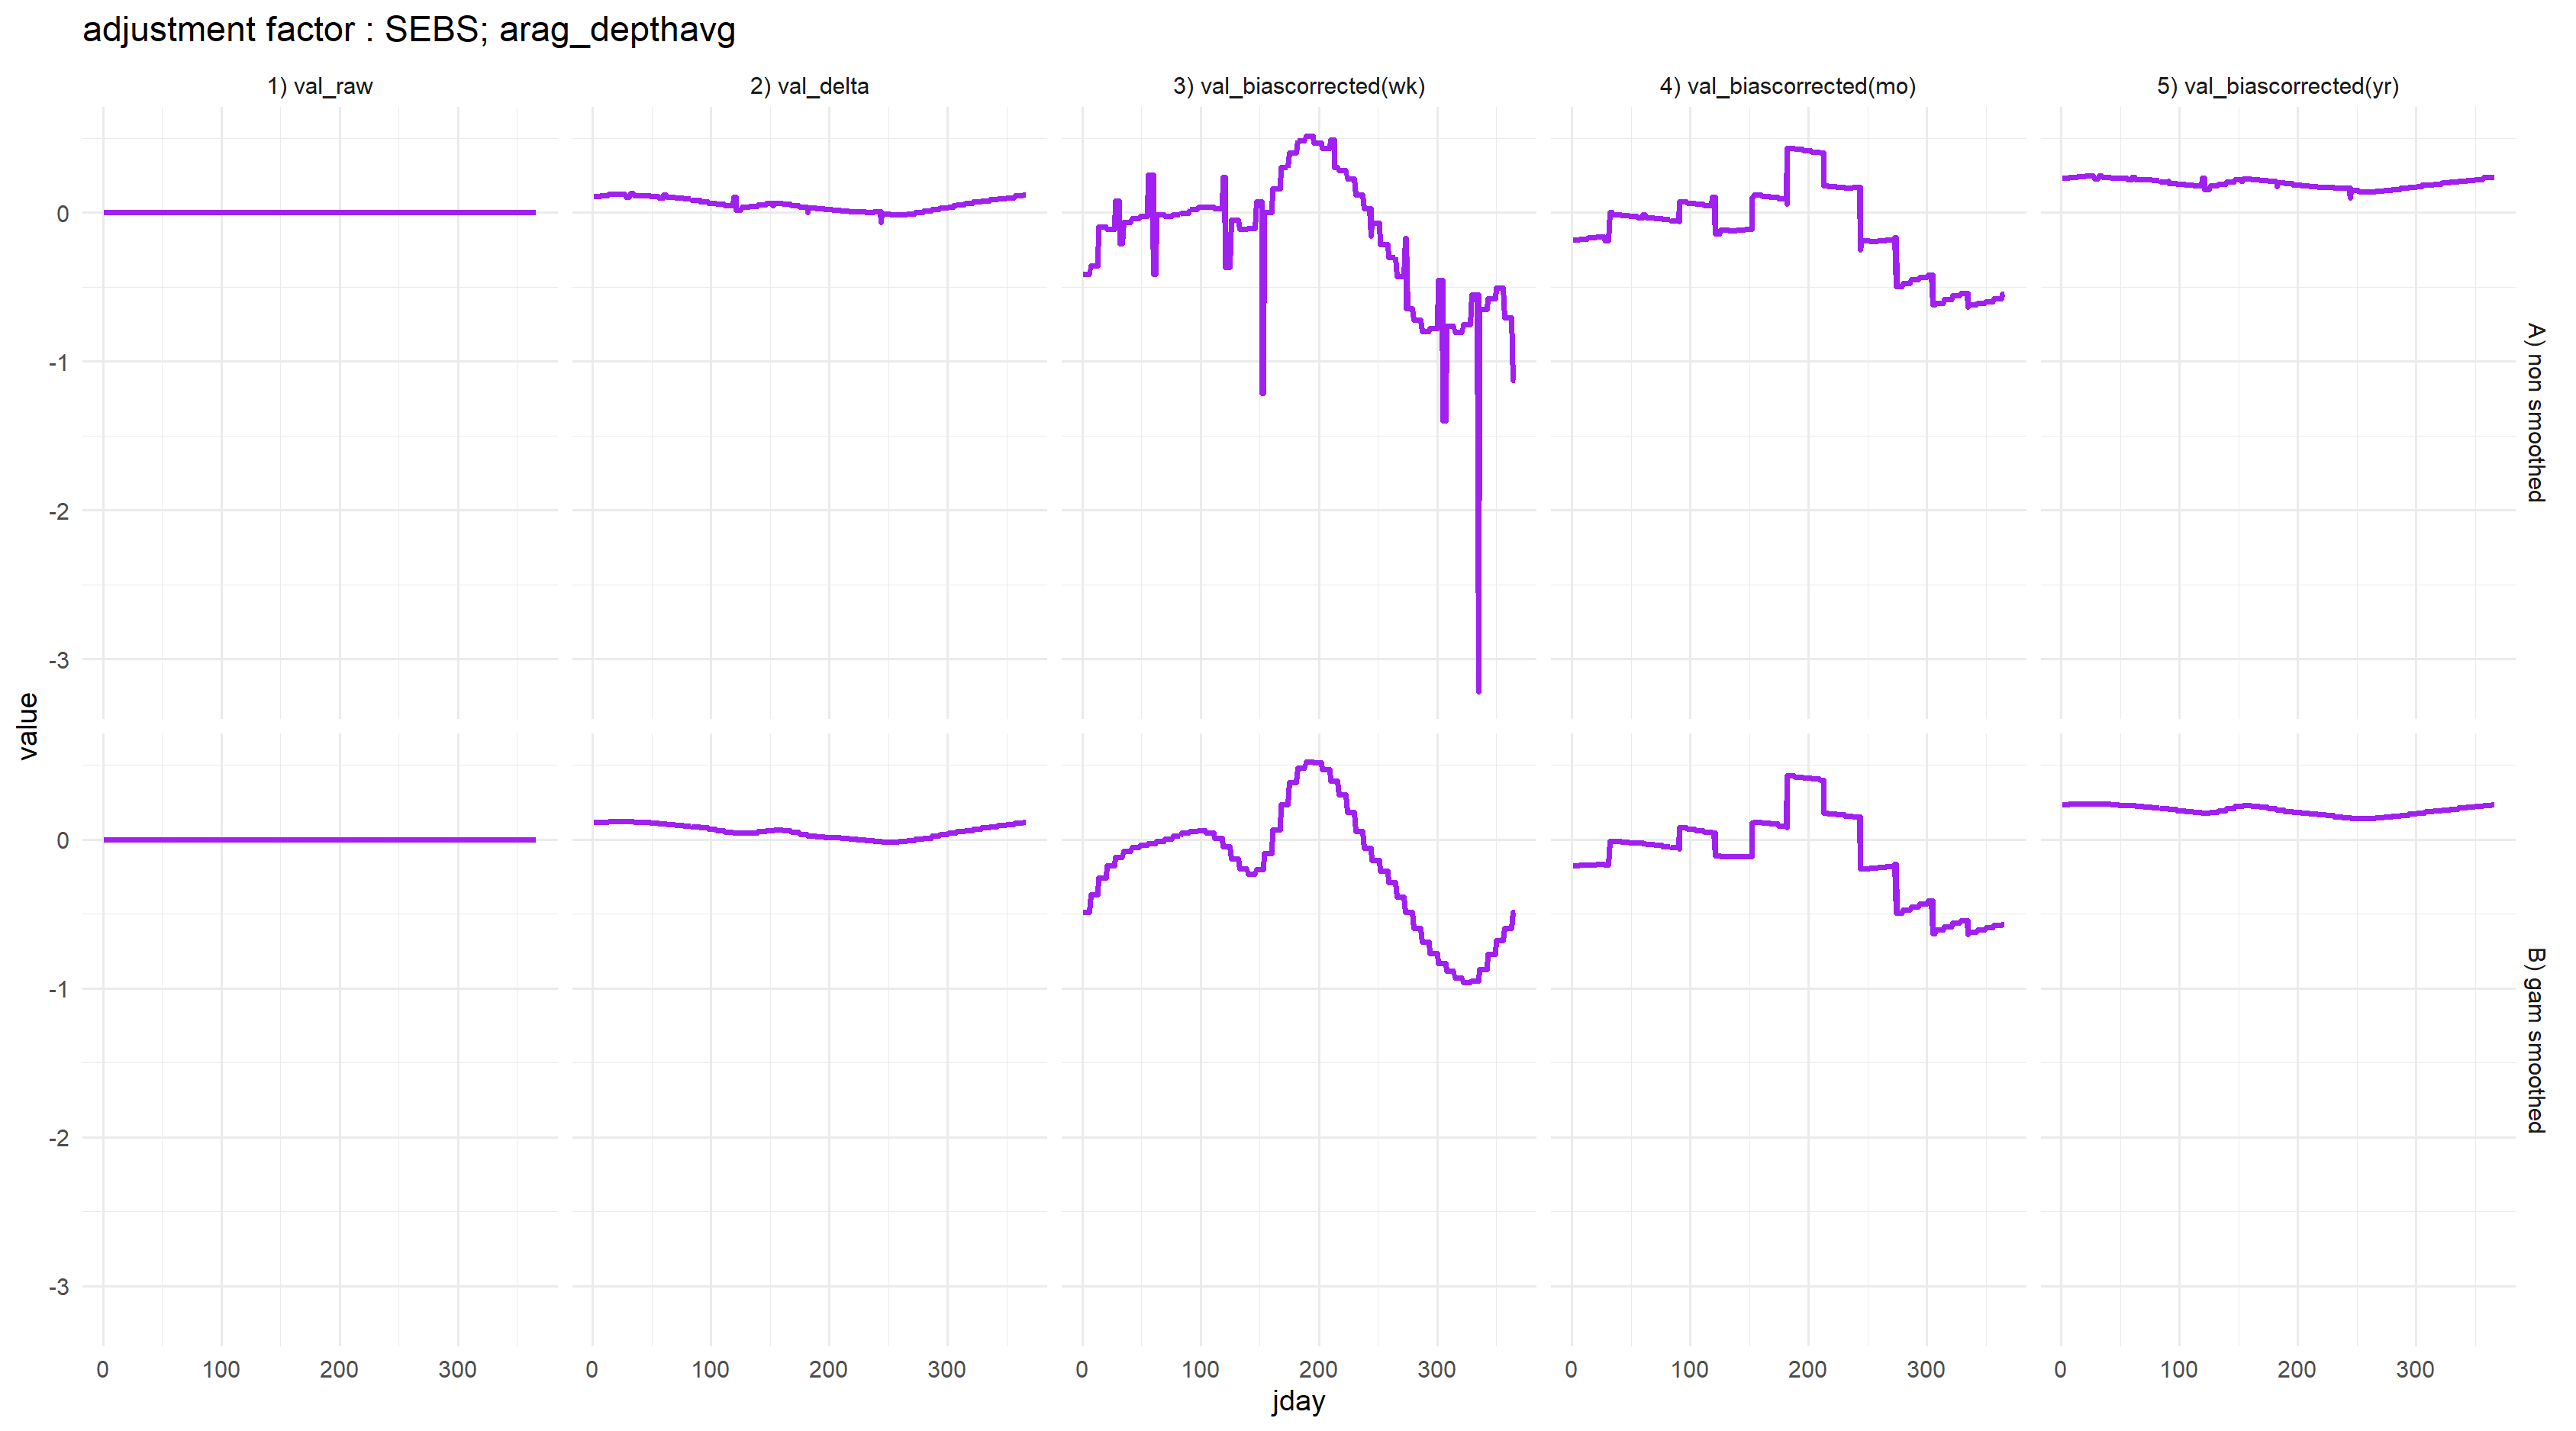 adjustment factor : SEBS; arag_depthavg
1) val_raw
2) val_delta
3) val_biascorrected(wk)
4) val_biascorrected(mo)
5) val_biascorrected(yr)
0
-1
-2
-3
A) non smoothed
value
0
-1
-2
-3
B) gam smoothed
0 100 200 300
0 100 200 300
0 100 200 300
0 100 200 300
0 100 200 300
jday